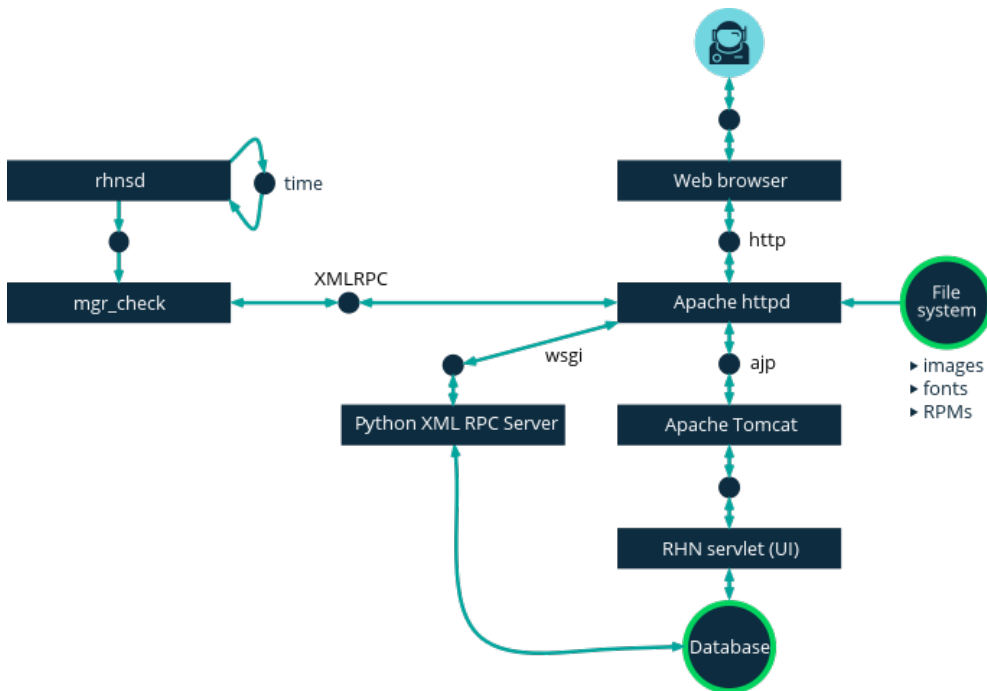 rhnsd
time
Web browser
http
XMLRPC
mgr_check
Apache httpd
File
system
wsgi
ajp
images
fonts
RPMs
Python XML RPC Server
Apache Tomcat
RHN servlet (UI)
Database